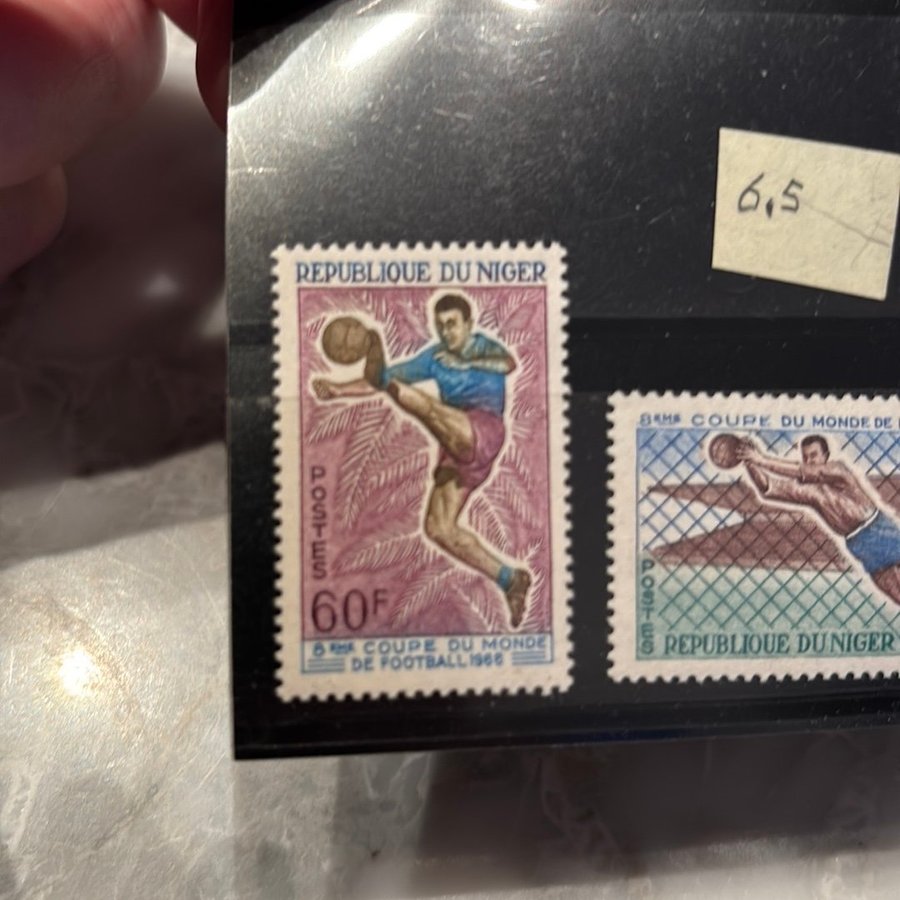 6,5
REPUBLIQUE DU NIGER
POSTES
60F
8EME COUPE DU MONDE
DE FOOTBALL 1966
8EME COUPE DU MONDE DE
POSTES
REPUBLIQUE DU NIGER